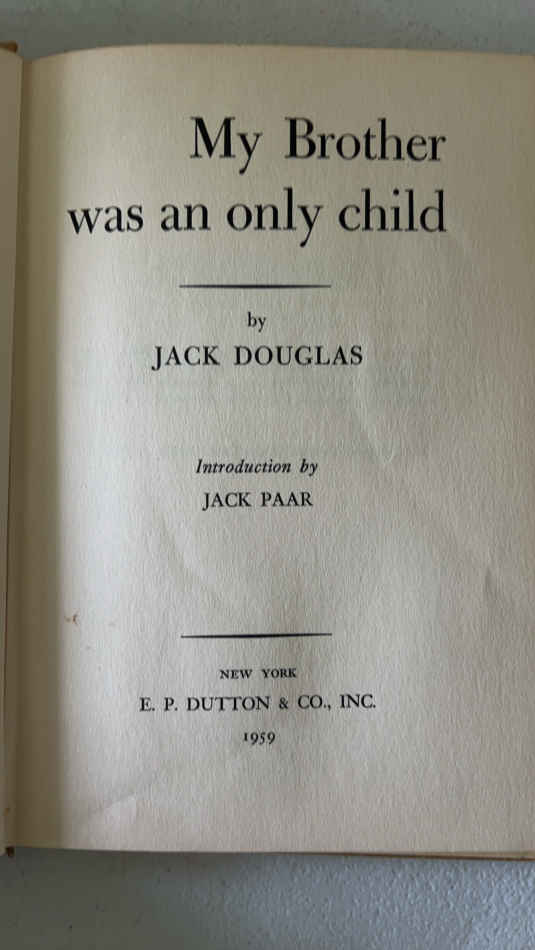 My Brother
was an only child
by
JACK DOUGLAS
Introduction by
JACK PAAR
NEW YORK
E. P. DUTTON & CO., INC.
1959